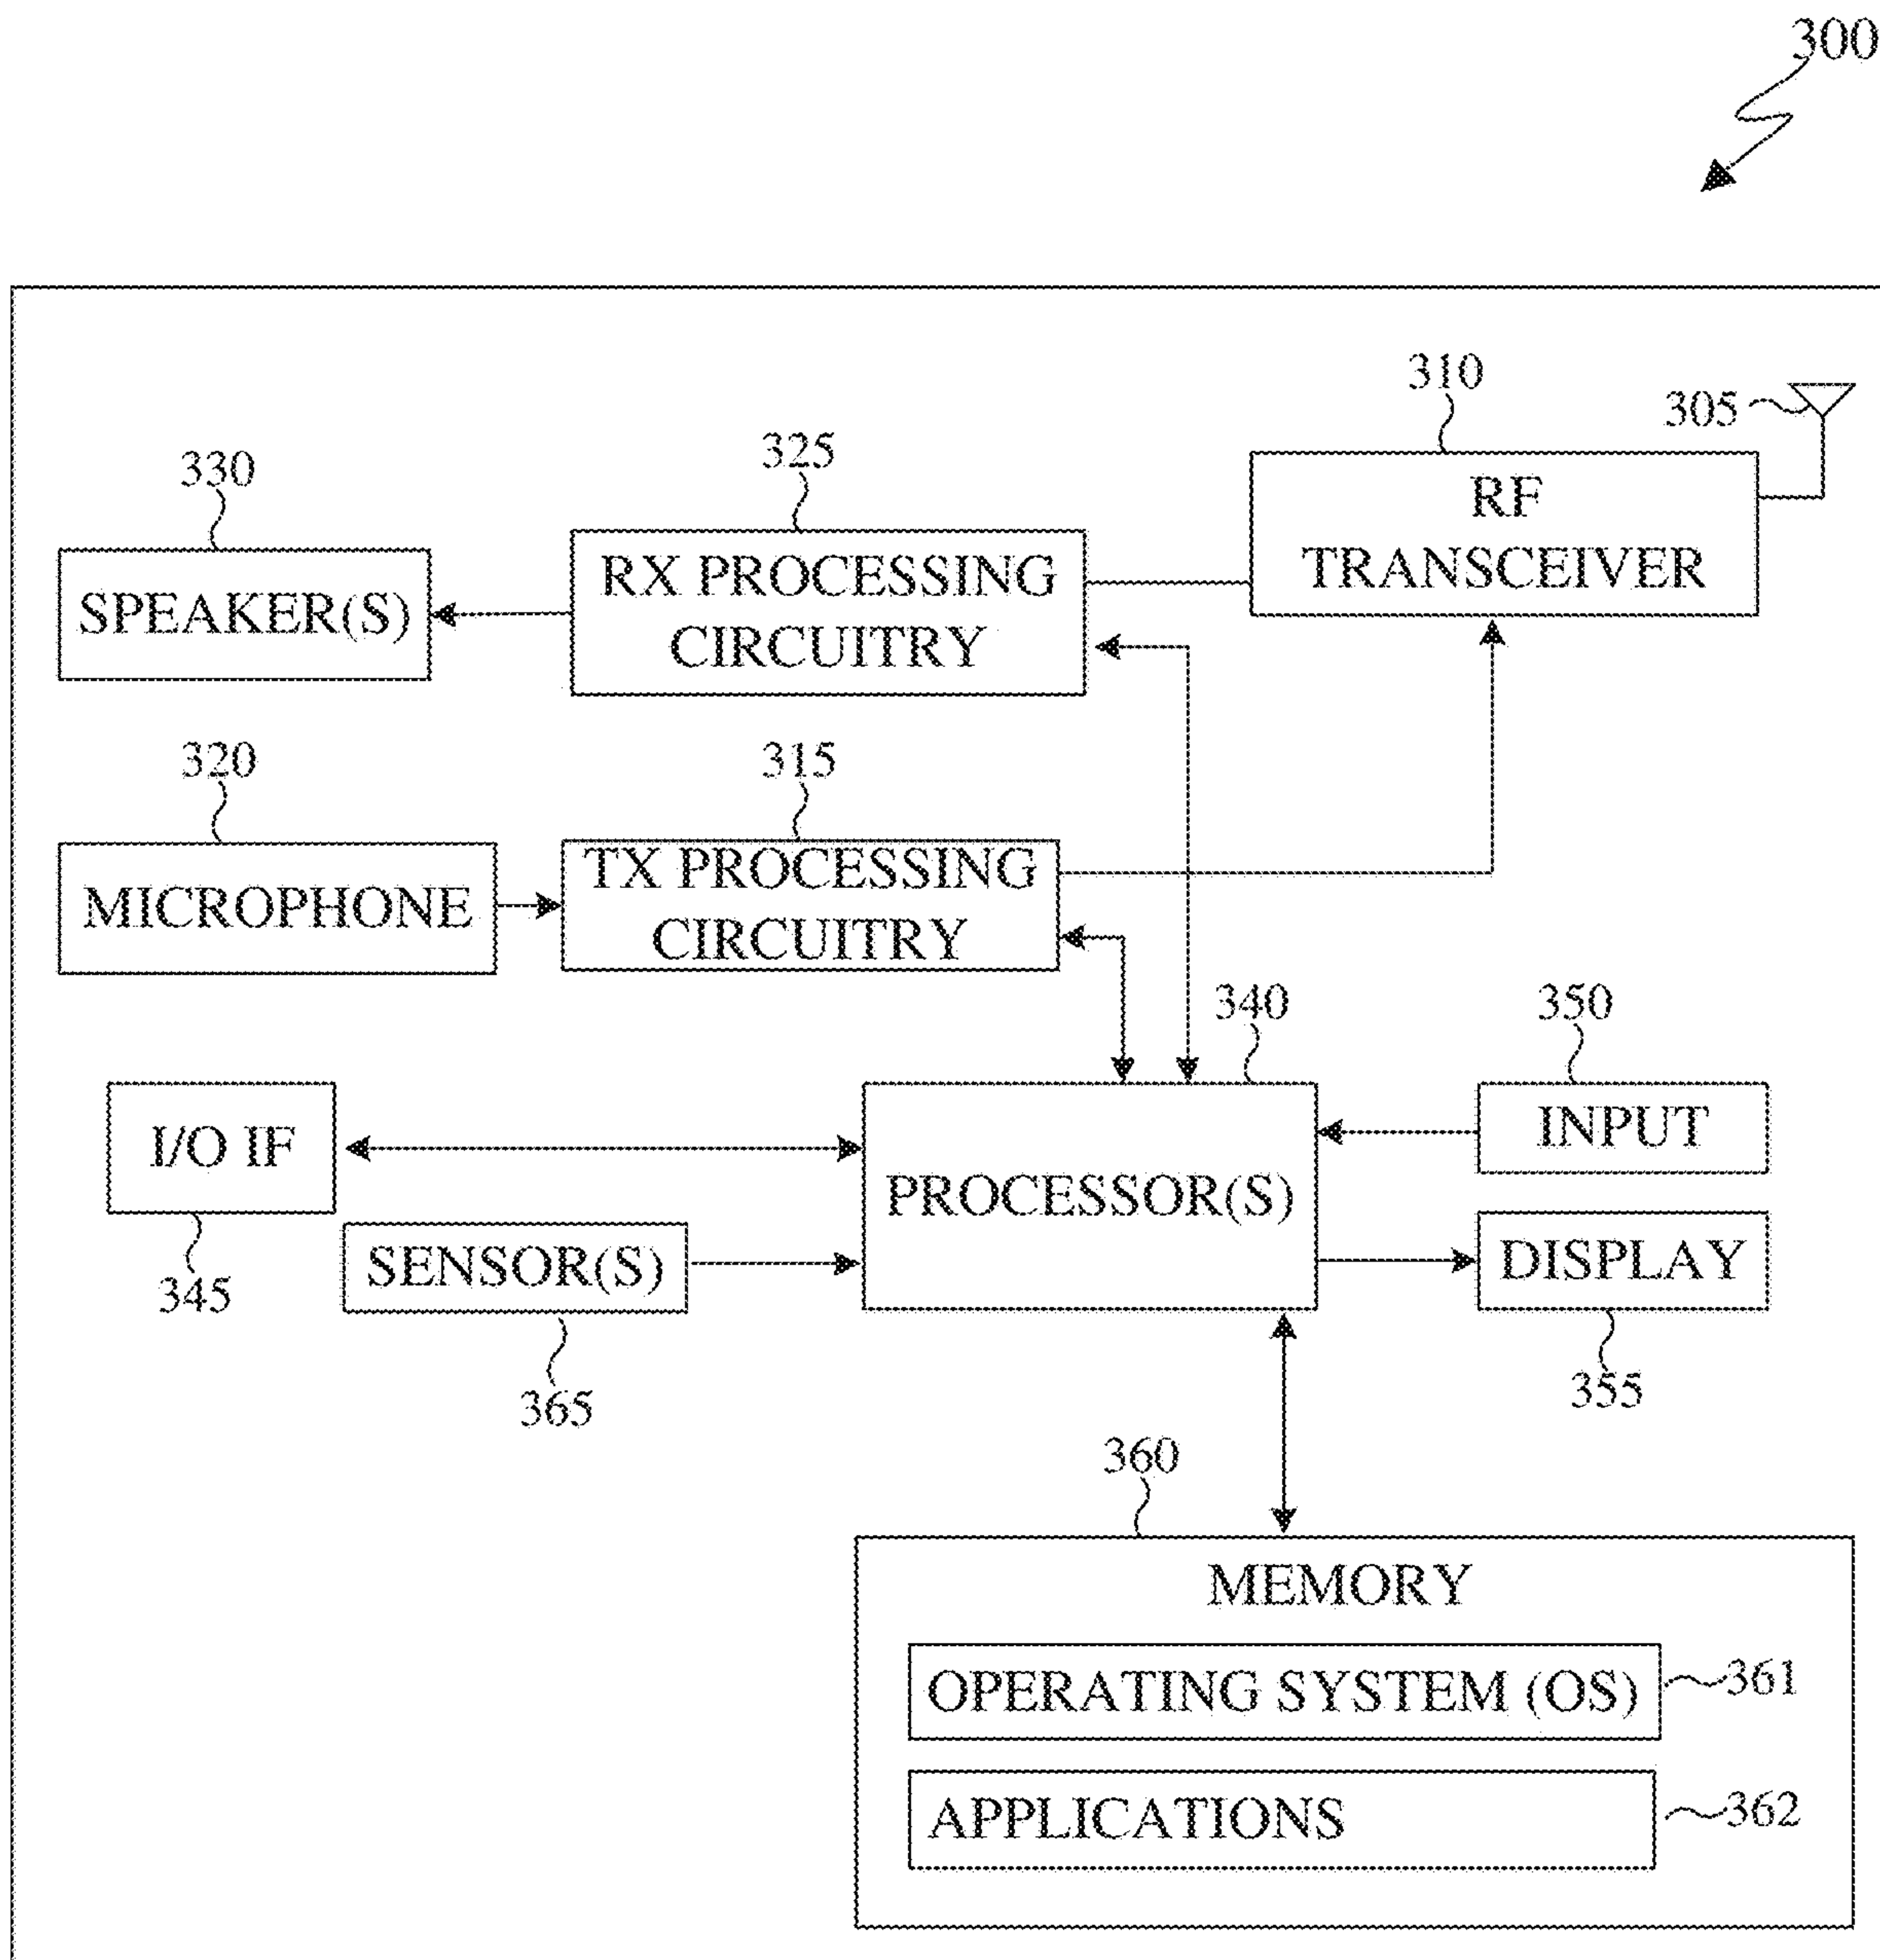 300
310
305
325
330
RF
TRANSCEIVER
RX PROCESSING
CIRCUITRY
SPEAKER(S)
320
315
MICROPHONE
TX PROCESSING
CIRCUITRY
340
350
I/O IF
INPUT
PROCESSOR(S)
SENSOR(S)
DISPLAY
345
365
355
360
MEMORY
OPERATING SYSTEM (OS)
361
APPLICATIONS
362